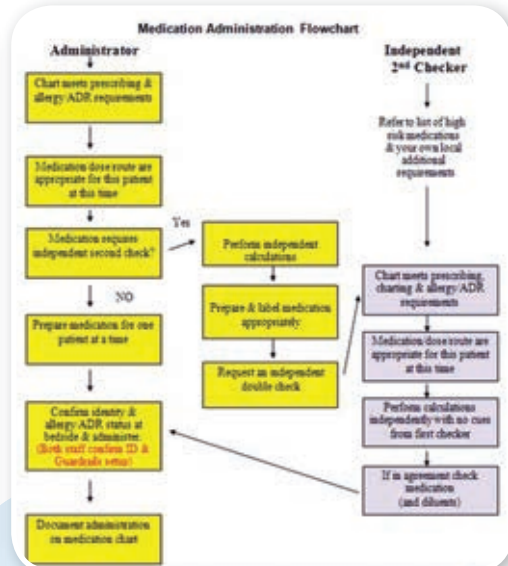 Medication Administration Flowchart
Administrator
Chart meets prescribing &
allergy/ADR requirements
Medication dose/route are
appropriate for this patient
at this time
Medication requires
independent second check?
Yes
NO
Prepare medication for one
patient at a time
Confirm identity &
allergy/ADR status at
bedside & administer.
(Both staff confirm ID &
Guardrails setup)
Document administration
on medication chart
Perform independent
calculations
Prepare & label medication
appropriately
Request an independent
double check
Independent
2nd Checker
Refer to list of high
risk medications
& your own local
additional
requirements
Chart meets prescribing,
charting & allergy/ADR
requirements
Medication/dose/route are
appropriate for this patient
at this time
Perform calculations
independently with no cues
from first checker
If in agreement check
medication
(and diluents)